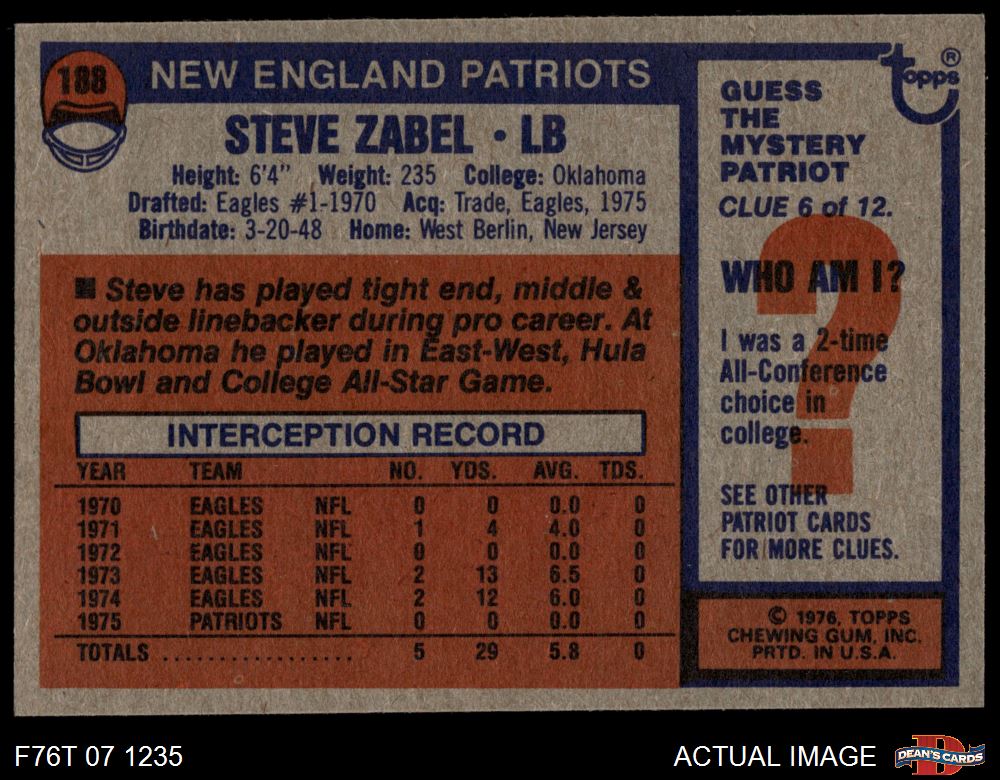 188
NEW ENGLAND PATRIOTS
STEVE ZABEL • LB
Height: 6'4" Weight: 235 College: Oklahoma
Drafted: Eagles #1-1970 Acq: Trade, Eagles, 1975
Birthdate: 3-20-48 Home: West Berlin, New Jersey
■ Steve has played tight end, middle &
outside linebacker during pro career. At
Oklahoma he played in East-West, Hula
Bowl and College All-Star Game.
INTERCEPTION RECORD
YEAR TEAM NO. YDS. AVG. TDS.
1970 EAGLES NFL 0 0 0.0 0
1971 EAGLES NFL 1 4 4.0 0
1972 EAGLES NFL 0 0 0.0 0
1973 EAGLES NFL 2 13 6.5 0
1974 EAGLES NFL 2 12 6.0 0
1975 PATRIOTS NFL 0 0 0.0 0
TOTALS .................. 5 29 5.8 0
topps ®
GUESS
THE
MYSTERY
PATRIOT
CLUE 6 of 12.
?
WHO AM I?
I was a 2-time
All-Conference
choice in
college.
SEE OTHER
PATRIOT CARDS
FOR MORE CLUES.
© 1976, TOPPS
CHEWING GUM, INC.
PRTD. IN U.S.A.
F76T 07 1235
ACTUAL IMAGE
D
DEAN'S CARDS